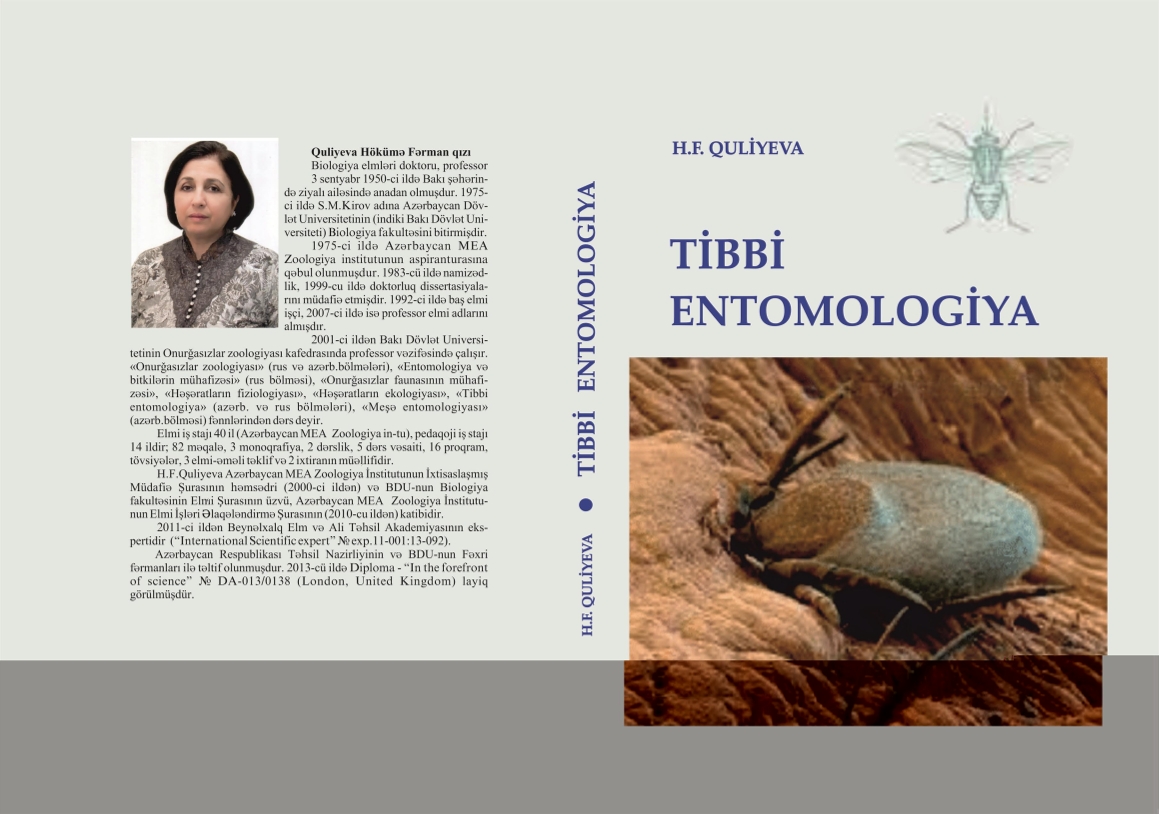 Quliyeva Hökümə Fərman qızı
Biologiya elmləri doktoru, professor
3 sentyabr 1950-ci ildə Bakı şəhərin-
də ziyalı ailəsində anadan olmuşdur. 1975-
ci ildə S.M.Kirov adına Azərbaycan Döv-
lət Universitetinin (indiki Bakı Dövlət Uni-
versiteti) Biologiya fakultəsini bitirmişdir.
1975-ci ildə Azərbaycan MEA
Zoologiya institutunun aspiranturasına
qəbul olunmuşdur. 1983-cü ildə namizəd-
lik, 1999-cu ildə doktorluq dissertasiyala-
rını müdafiə etmişdir. 1992-ci ildə baş elmi
işçi, 2007-ci ildə isə professor elmi adlarını
almışdır.
2001-ci ildən Bakı Dövlət Universi-
tetinin Onurğasızlar zoologiyası kafedrasında professor vəzifəsində çalışır.
«Onurğasızlar zoologiyası» (rus və azərb.bölmələri), «Entomologiya və
bitkilərin mühafizəsi» (rus bölməsi), «Onurğasızlar faunasının mühafi-
zəsi», «Həşəratların fiziologiyası», «Həşəratların ekologiyası», «Tibbi
entomologiya» (azərb. və rus bölmələri), «Meşə entomologiyası»
(azərb.bölməsi) fənnlərindən dərs deyir.
Elmi iş stajı 40 il (Azərbaycan MEA Zoologiya in-tu), pedaqoji iş stajı
14 ildir; 82 məqalə, 3 monoqrafiya, 2 dərslik, 5 dərs vəsaiti, 16 proqram,
tövsiyələr, 3 elmi-əməli təklif və 2 ixtiranın müəllifidir.
H.F.Quliyeva Azərbaycan MEA Zoologiya İnstitutunun İxtisaslaşmış
Müdafiə Şurasının həmsədri (2000-ci ildən) və BDU-nun Biologiya
fakultəsinin Elmi Şurasının üzvü, Azərbaycan MEA Zoologiya İnstitutu-
nun Elmi İşləri Əlaqələndirmə Şurasının (2010-cu ildən) katibidir.
2011-ci ildən Beynəlxalq Elm və Ali Təhsil Akademiyasının eks-
pertidir (“International Scientific expert” № exp.11-001:13-092).
Azərbaycan Respublikası Təhsil Nazirliyinin və BDU-nun Fəxri
fərmanları ilə təltif olunmuşdur. 2013-cü ildə Diploma - “In the forefront
of science” № DA-013/0138 (London, United Kingdom) layiq
görülmüşdür.
H.F. QULİYEVA ● TİBBİ ENTOMOLOGİYA
H.F. QULİYEVA
TİBBİ
ENTOMOLOGİYA